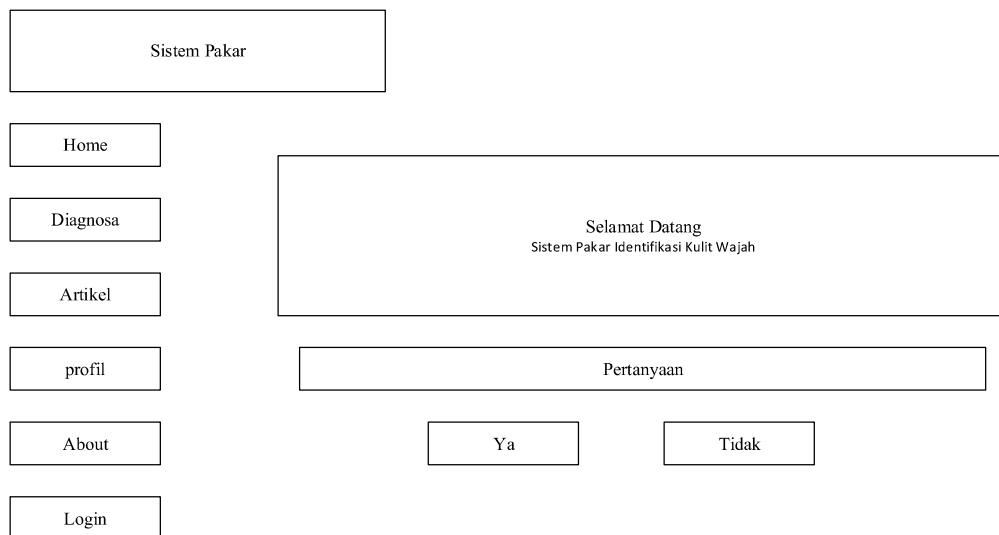 Sistem Pakar
Home
Diagnosa
Artikel
profil
About
Login
Selamat Datang
Sistem Pakar Identifikasi Kulit Wajah
Pertanyaan
Ya
Tidak